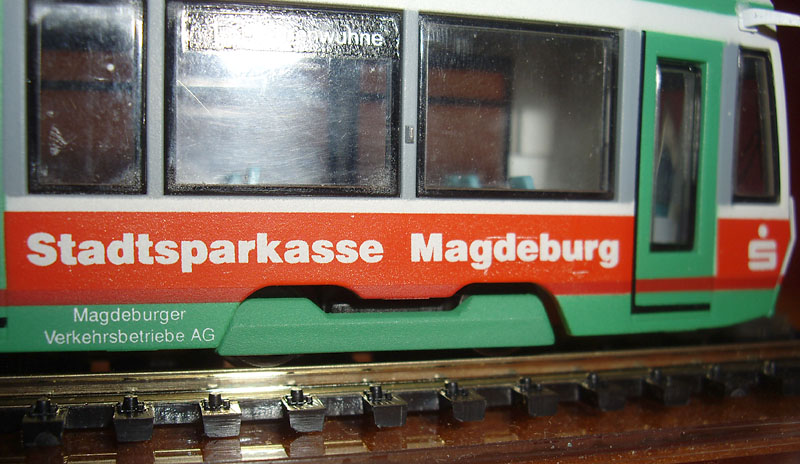 Stadtsparkasse Magdeburg
Magdeburger
Verkehrsbetriebe AG